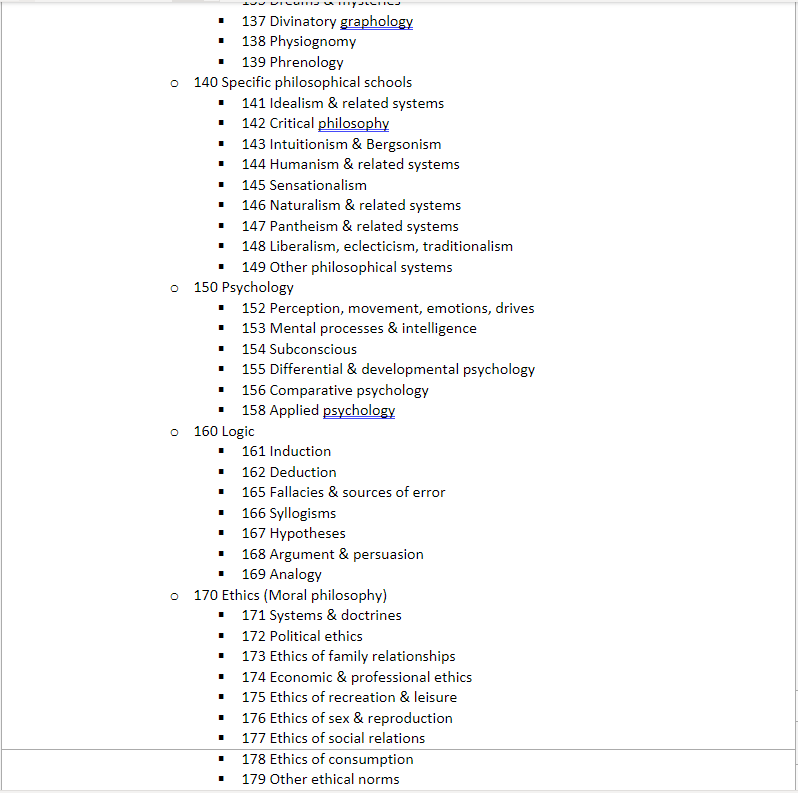 135 Dreams & mysteries
137 Divinatory graphology
138 Physiognomy
139 Phrenology
140 Specific philosophical schools
141 Idealism & related systems
142 Critical philosophy
143 Intuitionism & Bergsonism
144 Humanism & related systems
145 Sensationalism
146 Naturalism & related systems
147 Pantheism & related systems
148 Liberalism, eclecticism, traditionalism
149 Other philosophical systems
150 Psychology
152 Perception, movement, emotions, drives
153 Mental processes & intelligence
154 Subconscious
155 Differential & developmental psychology
156 Comparative psychology
158 Applied psychology
160 Logic
161 Induction
162 Deduction
165 Fallacies & sources of error
166 Syllogisms
167 Hypotheses
168 Argument & persuasion
169 Analogy
170 Ethics (Moral philosophy)
171 Systems & doctrines
172 Political ethics
173 Ethics of family relationships
174 Economic & professional ethics
175 Ethics of recreation & leisure
176 Ethics of sex & reproduction
177 Ethics of social relations
178 Ethics of consumption
179 Other ethical norms